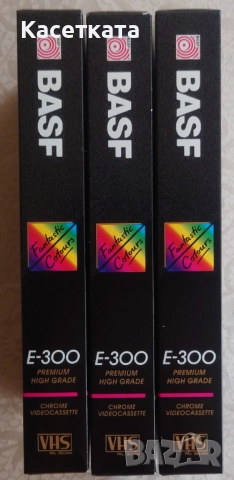 Касетката
BASF
BASF
BASF
Fantastic
Colours
Fantastic
Colours
Fantastic
Colours
E-300
PREMIUM
HIGH GRADE
CHROME
VIDEOCASSETTE
VHS
E-300
PREMIUM
HIGH GRADE
CHROME
VIDEOCASSETTE
VHS
E-300
PREMIUM
HIGH GRADE
CHROME
VIDEOCASSETTE
VHS
BAZAR